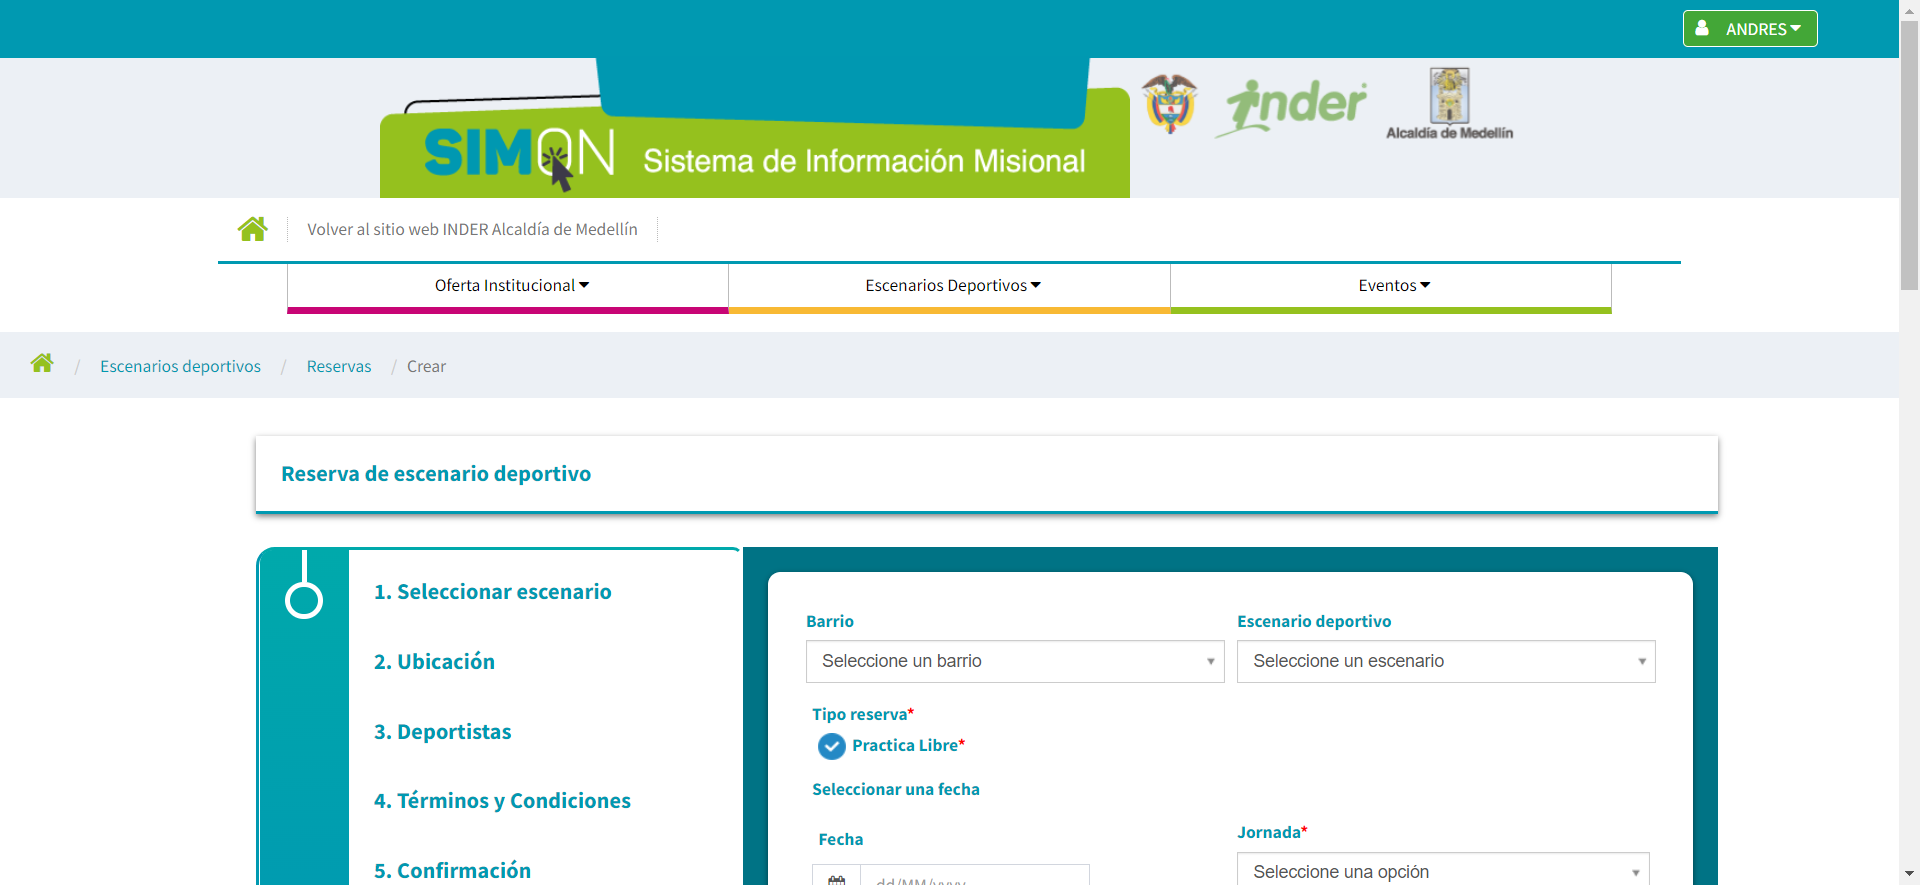 ANDRES
SIMON Sistema de Información Misional
inder
Alcaldía de Medellín
Volver al sitio web INDER Alcaldía de Medellín
Oferta Institucional
Escenarios Deportivos
Eventos
/ Escenarios deportivos / Reservas / Crear
Reserva de escenario deportivo
1. Seleccionar escenario
2. Ubicación
3. Deportistas
4. Términos y Condiciones
5. Confirmación
Barrio
Seleccione un barrio
Escenario deportivo
Seleccione un escenario
Tipo reserva*
Practica Libre*
Seleccionar una fecha
Fecha
dd/MM/yyyy
Jornada*
Seleccione una opción